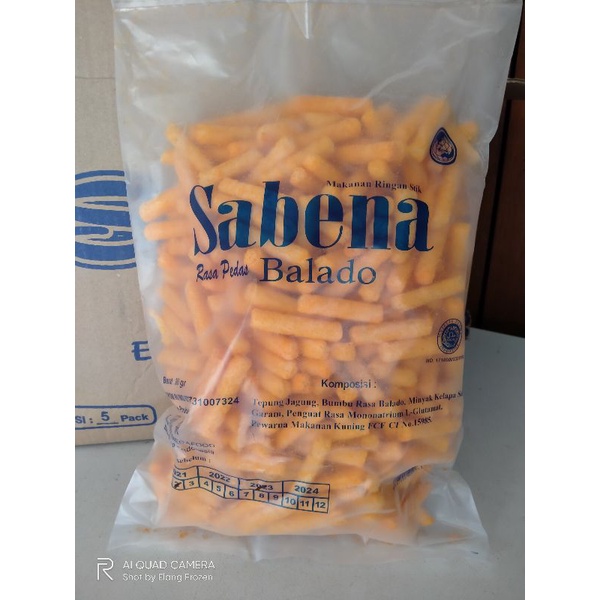 Makanan Ringan Stik
Sabena
Rasa Pedas Balado
Komposisi :
Tepung Jagung, Bumbu Rasa Balado, Minyak Kelapa
Garam, Penguat Rasa Mononatrium L-Glutamat,
Pewarna Makanan Kuning FCF CI No.15985.
31007324
2022 2023 2024
3 4 5 6 7 8 9 10 11 12
5 Pack
AI QUAD CAMERA
Shot by Elang Frozen